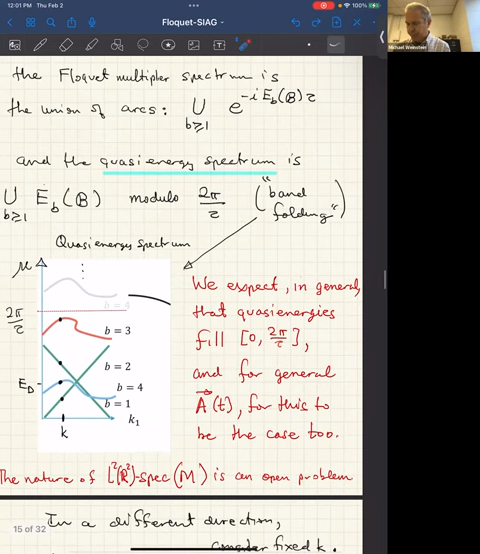 12:01 PM Thu Feb 2
100%
Floquet-SIAG
Michael Weinstein
the Floquet multiplier spectrum is
the union of arcs: ⋃ b≥1 e^{-i E_b(B) τ}
and the quasienergy spectrum is
⋃ b≥1 E_b(B) modulo 2π/τ ("band folding")
Quasienergy spectrum
μ
b = 4
2π/τ
b = 3
b = 2
E_D
b = 4
b = 1
k
k₁
We expect, in general,
that quasienergies
fill [0, 2π/τ],
and for general
A(t), for this to
be the case too.
The nature of L²(ℝ²)-spec(M) is an open problem
15 of 32
In a different direction,
consider fixed k.